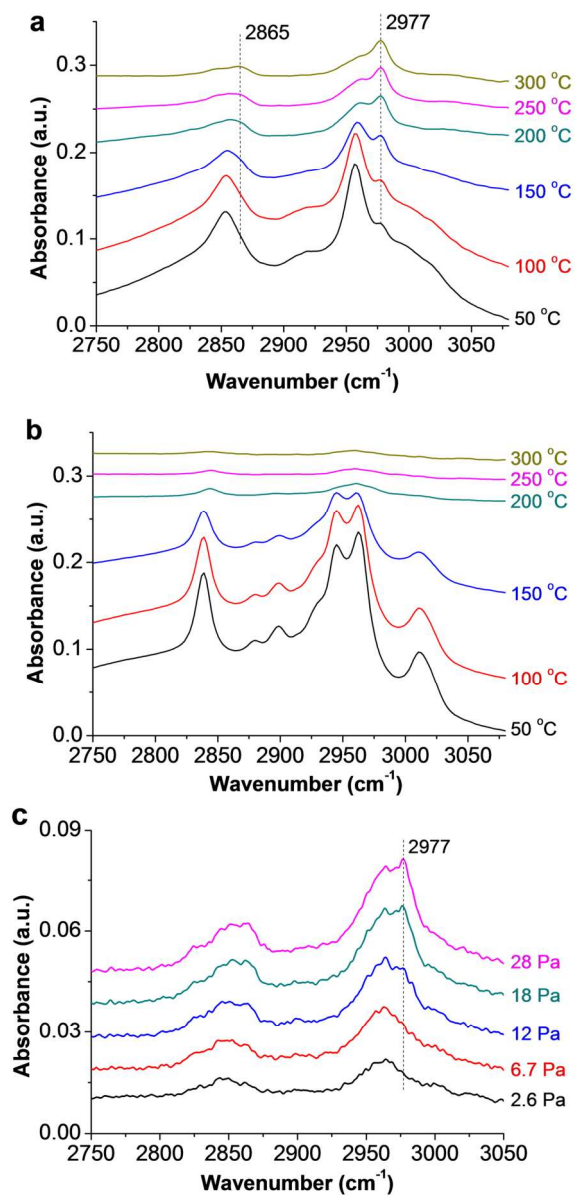 a
2865
2977
300 °C
0.3
250 °C
200 °C
0.2
150 °C
0.1
100 °C
0.0
50 °C
Absorbance (a.u.)
2750 2800 2850 2900 2950 3000 3050
Wavenumber (cm⁻¹)
b
300 °C
0.3
250 °C
200 °C
0.2
150 °C
0.1
100 °C
0.0
50 °C
Absorbance (a.u.)
2750 2800 2850 2900 2950 3000 3050
Wavenumber (cm⁻¹)
c
0.09
2977
0.06
28 Pa
18 Pa
0.03
12 Pa
6.7 Pa
2.6 Pa
0.00
Absorbance (a.u.)
2750 2800 2850 2900 2950 3000 3050
Wavenumber (cm⁻¹)